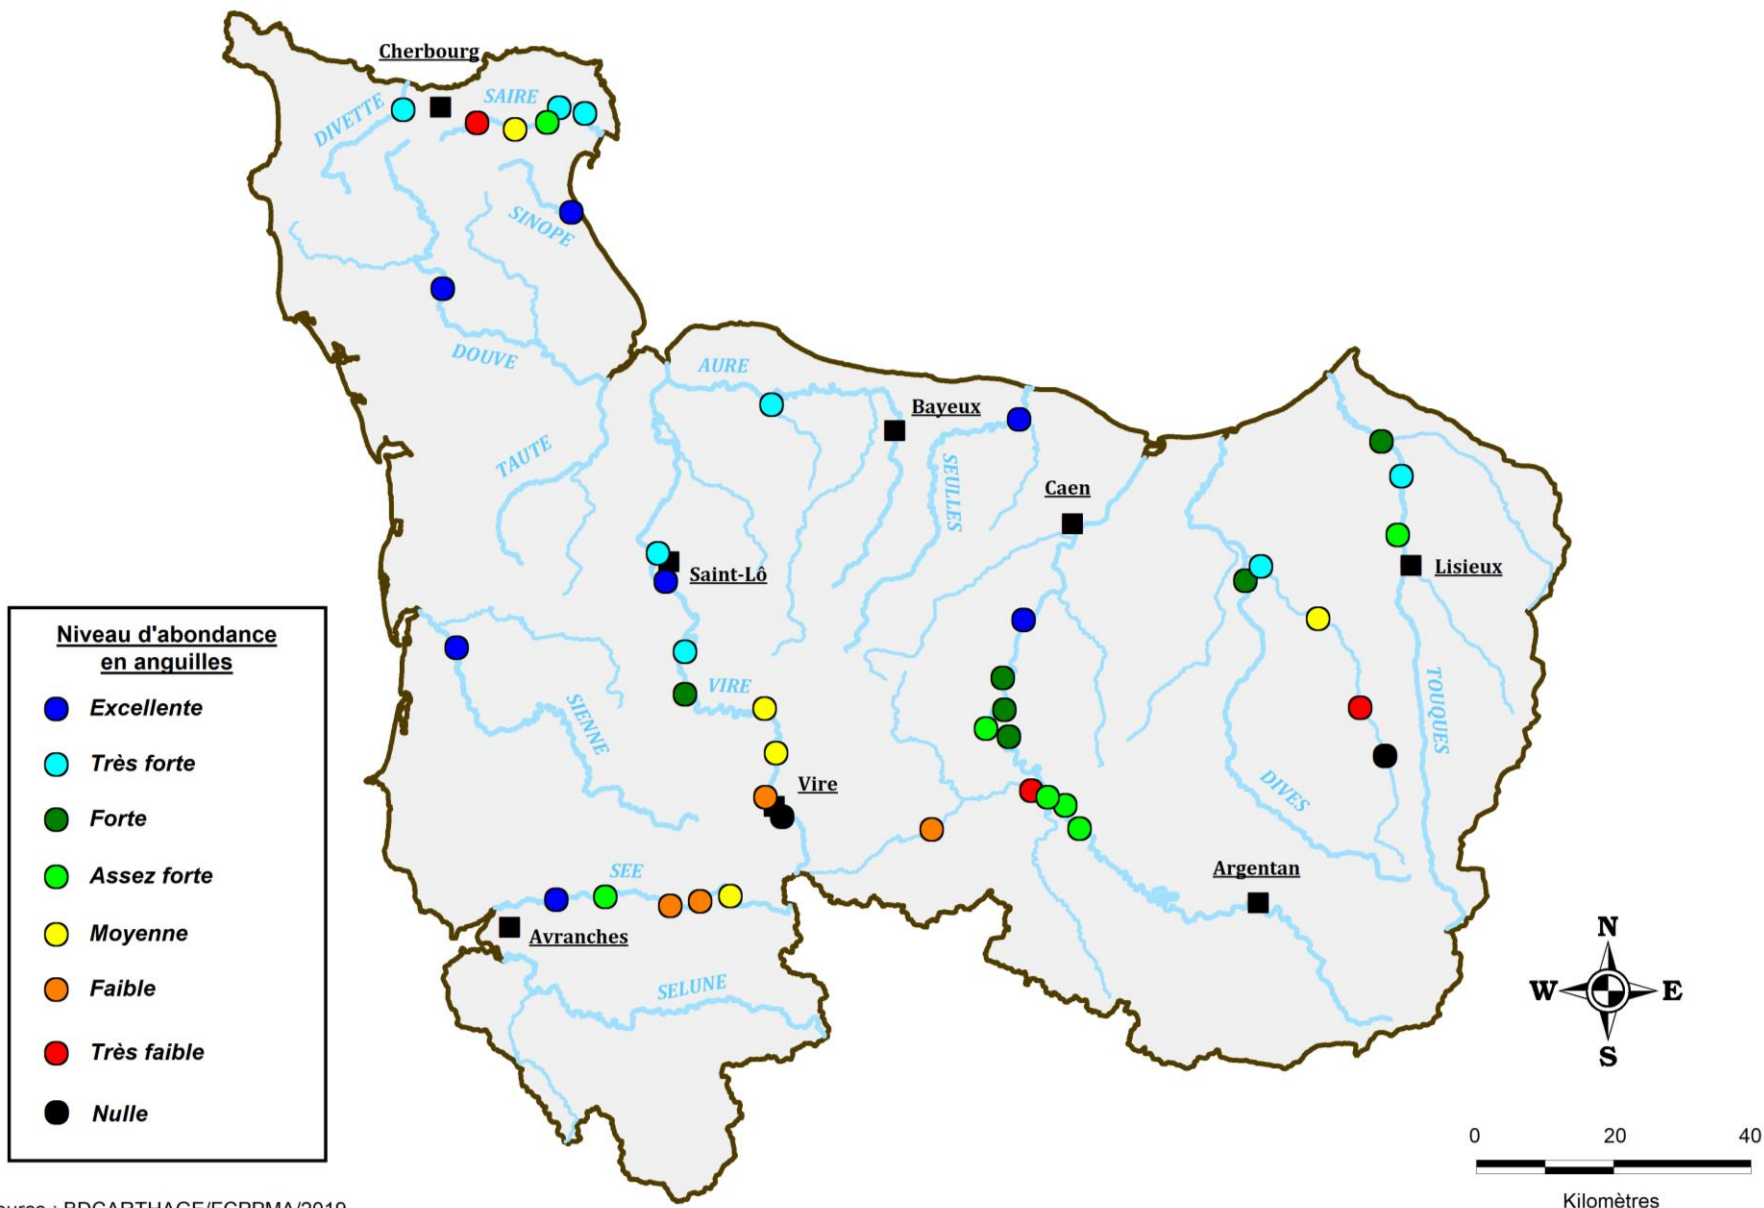 Cherbourg
SAIRE
DIVETTE
SINOPE
DOUVE
AURE
Bayeux
TAUTE
SEULLES
Caen
Saint-Lô
Lisieux
Niveau d'abondance
en anguilles
Excellente
Très forte
Forte
Assez forte
Moyenne
Faible
Très faible
Nulle
VIRE
SIENNE
TOUQUES
Vire
DIVES
SEE
Argentan
Avranches
SELUNE
N
W
E
S
0 20 40
Kilomètres